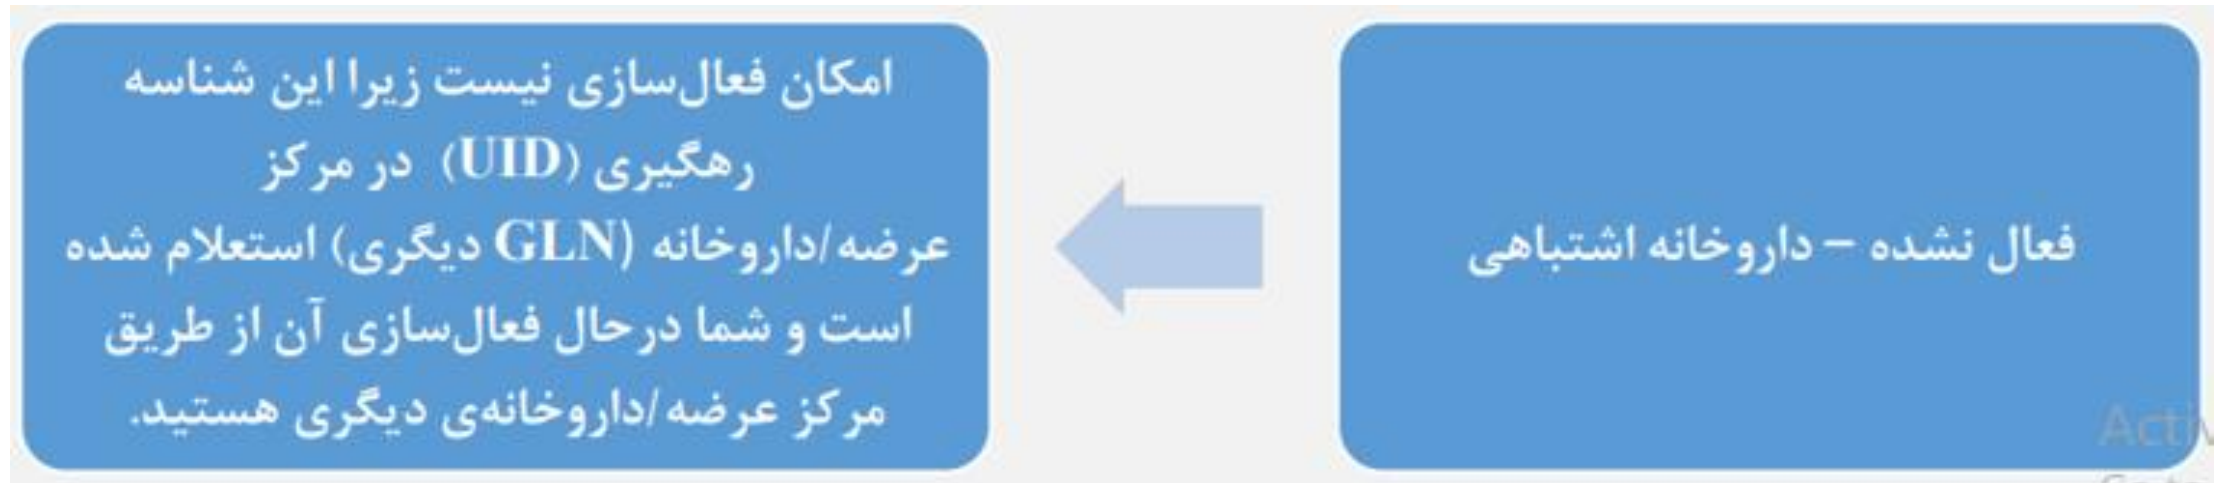 فعال نشده – داروخانه اشتباهی
امکان فعال‌سازی نیست زیرا این شناسه
رهگیری (UID) در مرکز
عرضه/داروخانه (GLN دیگری) استعلام شده
است و شما درحال فعال‌سازی آن از طریق
مرکز عرضه/داروخانه‌ی دیگری هستید.